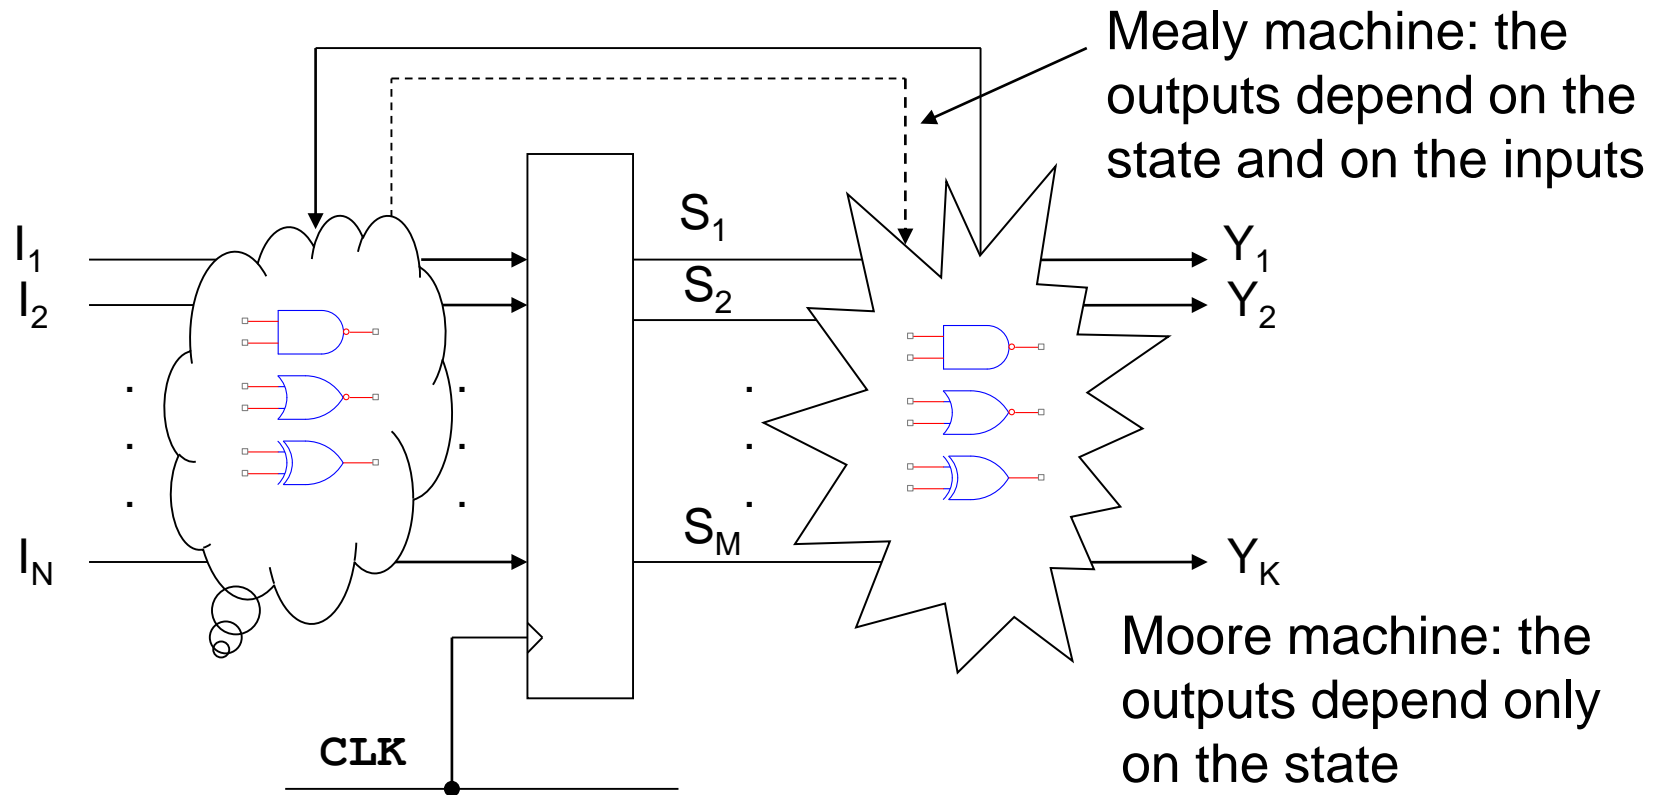 Mealy machine: the
outputs depend on the
state and on the inputs
I1
I2
IN
S1
S2
SM
Y1
Y2
YK
Moore machine: the
outputs depend only
on the state
CLK